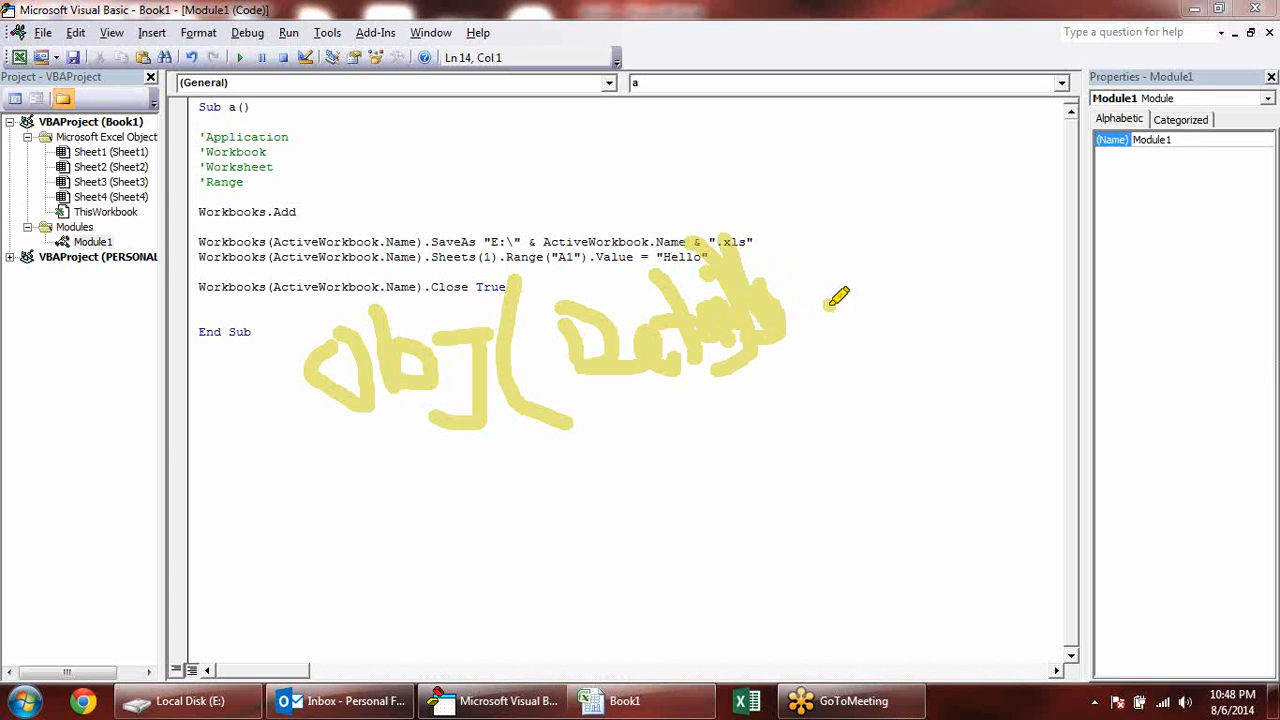 Microsoft Visual Basic - Book1 - [Module1 (Code)]
File Edit View Insert Format Debug Run Tools Add-Ins Window Help
Type a question for help
Ln 14, Col 1
Project - VBAProject
(General)
a
Properties - Module1
Module1 Module
Alphabetic Categorized
(Name) Module1
VBAProject (Book1)
Microsoft Excel Object
Sheet1 (Sheet1)
Sheet2 (Sheet2)
Sheet3 (Sheet3)
Sheet4 (Sheet4)
ThisWorkbook
Modules
Module1
VBAProject (PERSONAL
Sub a()
'Application
'Workbook
'Worksheet
'Range
Workbooks.Add
Workbooks(ActiveWorkbook.Name).SaveAs "E:\" & ActiveWorkbook.Name & ".xls"
Workbooks(ActiveWorkbook.Name).Sheets(1).Range("A1").Value = "Hello"
Workbooks(ActiveWorkbook.Name).Close True
End Sub
Obj(
Local Disk (E:)
Inbox - Personal F...
Microsoft Visual B...
Book1
GoToMeeting
10:48 PM
8/6/2014